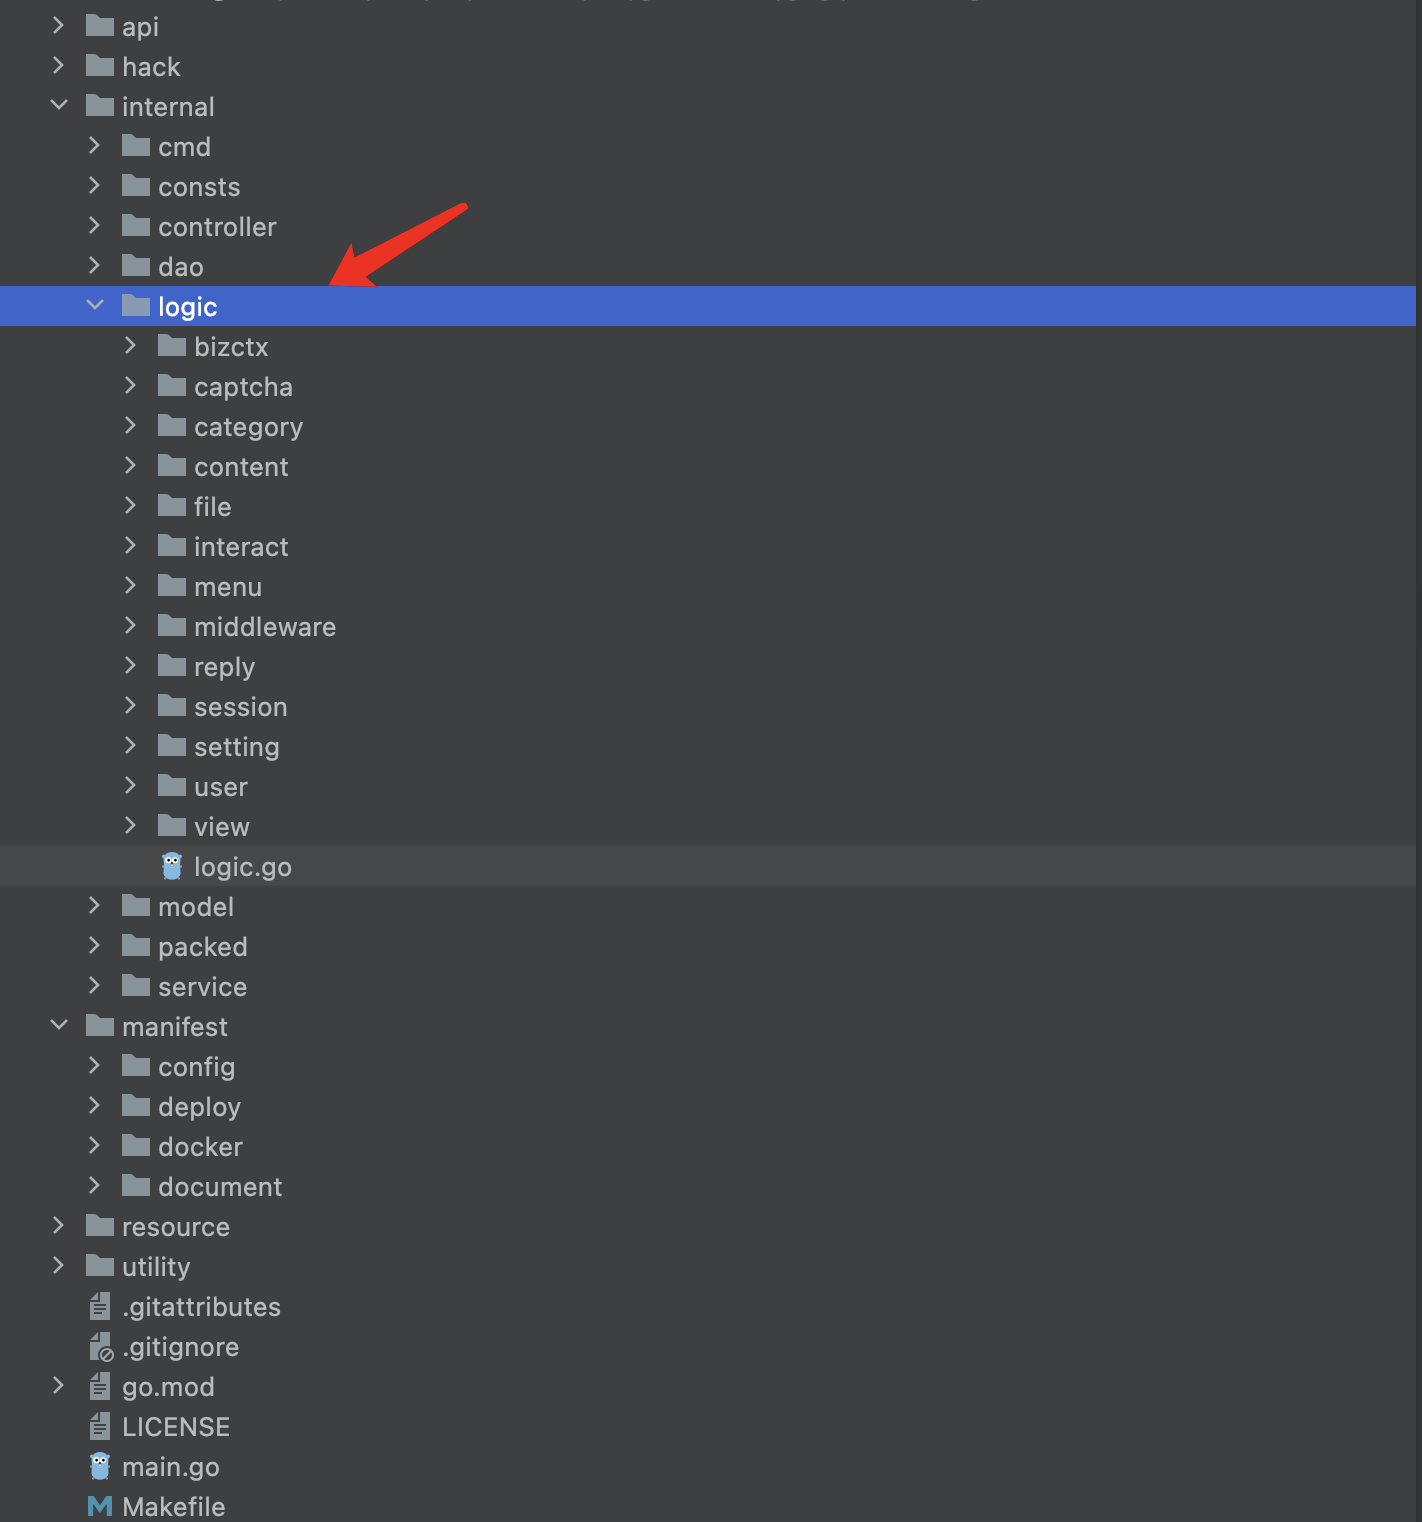 api
hack
internal
cmd
consts
controller
dao
logic
bizctx
captcha
category
content
file
interact
menu
middleware
reply
session
setting
user
view
logic.go
model
packed
service
manifest
config
deploy
docker
document
resource
utility
.gitattributes
.gitignore
go.mod
LICENSE
main.go
Makefile